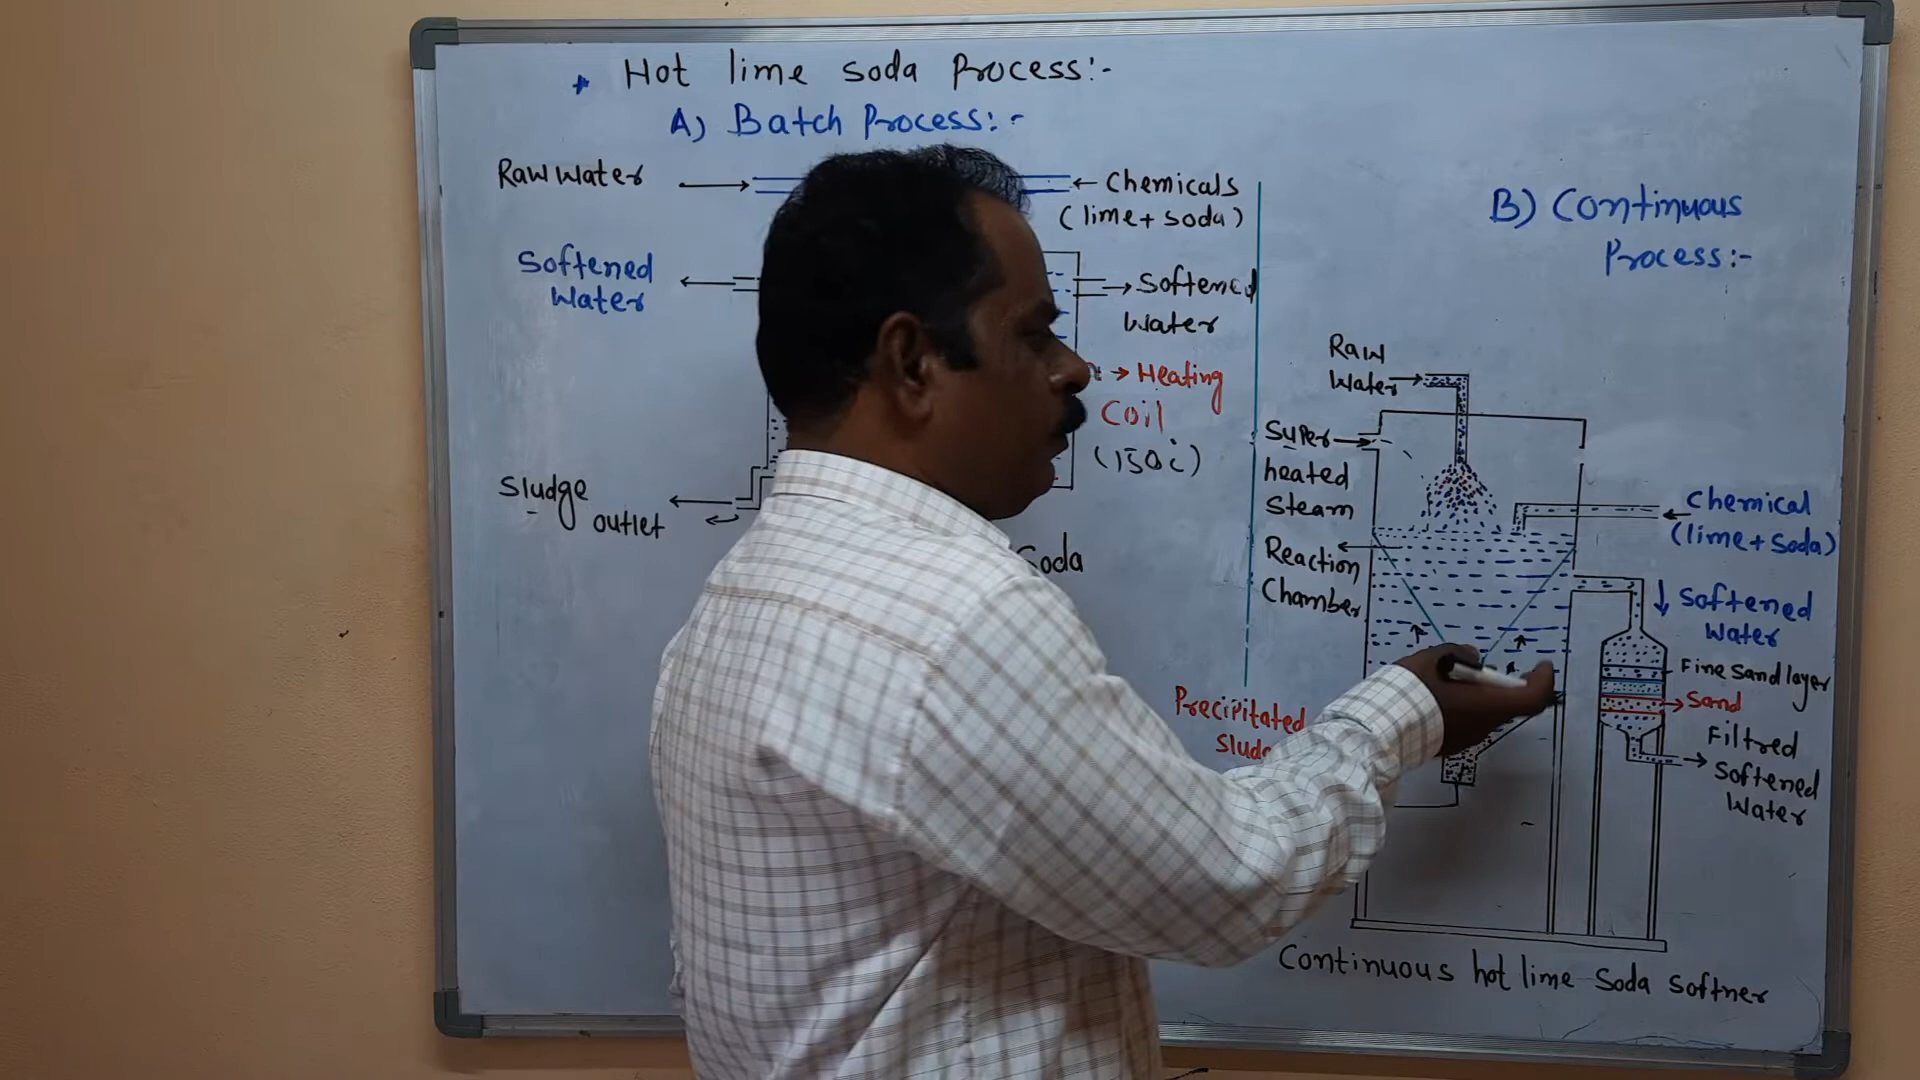 Hot lime soda Process:-
A) Batch Process:-
Raw water
Chemicals
(lime + soda)
Softened
Water
Softened
Water
Heating
Coil
Sludge
outlet
Soda
B) Continuous
Process:-
Raw
Water
Super
heated
Steam
Reaction
Chamber
Chemical
(lime + Soda)
Softened
Water
Fine Sand layer
Sand
Filtred
Softened
Water
Precipitated
Continuous hot lime Soda Softner